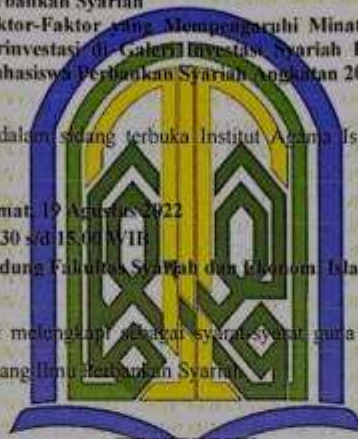 rbankan Syariah
ktor-Faktor yang Mempengaruhi Minat
rinvestasi di Galeri Investasi Syariah
ahasiswa Perbankan Syariah Angkatan 20
dalam sidang terbuka Institut Agama Is
mat, 19 Agustus 2022
30 s/d 15.00 WIB
dung Fakultas Syariah dan Ekonomi Isla
melengkapi sebagai syarat-syarat guna
ang Ilmu Perbankan Syariah